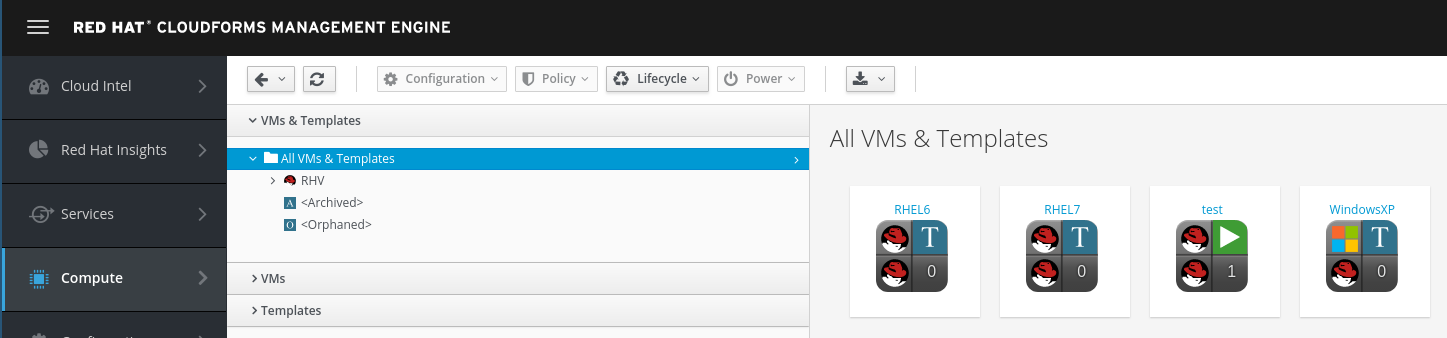 RED HAT® CLOUDFORMS MANAGEMENT ENGINE
Configuration Policy Lifecycle Power
Cloud Intel
Red Hat Insights
Services
Compute
VMs & Templates
All VMs & Templates
RHV
A <Archived>
O <Orphaned>
VMs
Templates
All VMs & Templates
RHEL6 RHEL7 test WindowsXP
T T T
0 0 1 0